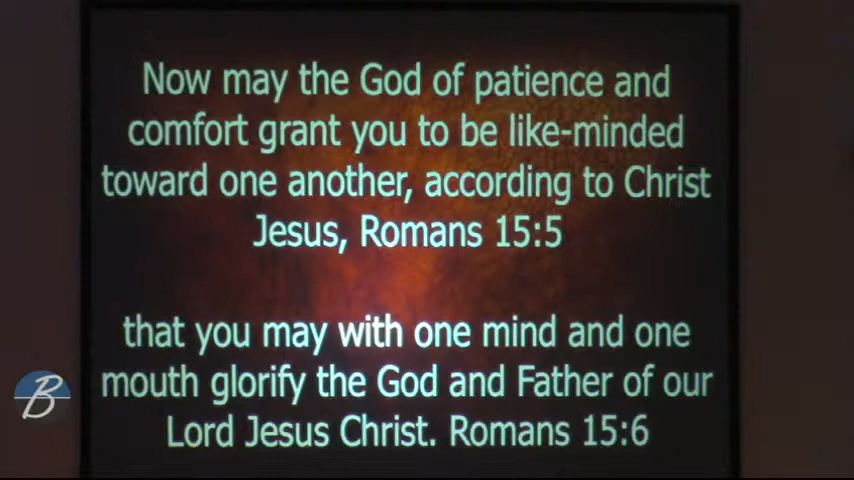 Now may the God of patience and
comfort grant you to be like-minded
toward one another, according to Christ
Jesus, Romans 15:5
that you may with one mind and one
mouth glorify the God and Father of our
Lord Jesus Christ. Romans 15:6
B